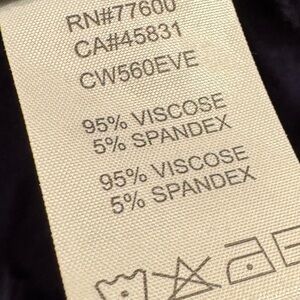 RN#77600
CA#45831
CW560EVE
95% VISCOSE
5% SPANDEX
95% VISCOSE
5% SPANDEX